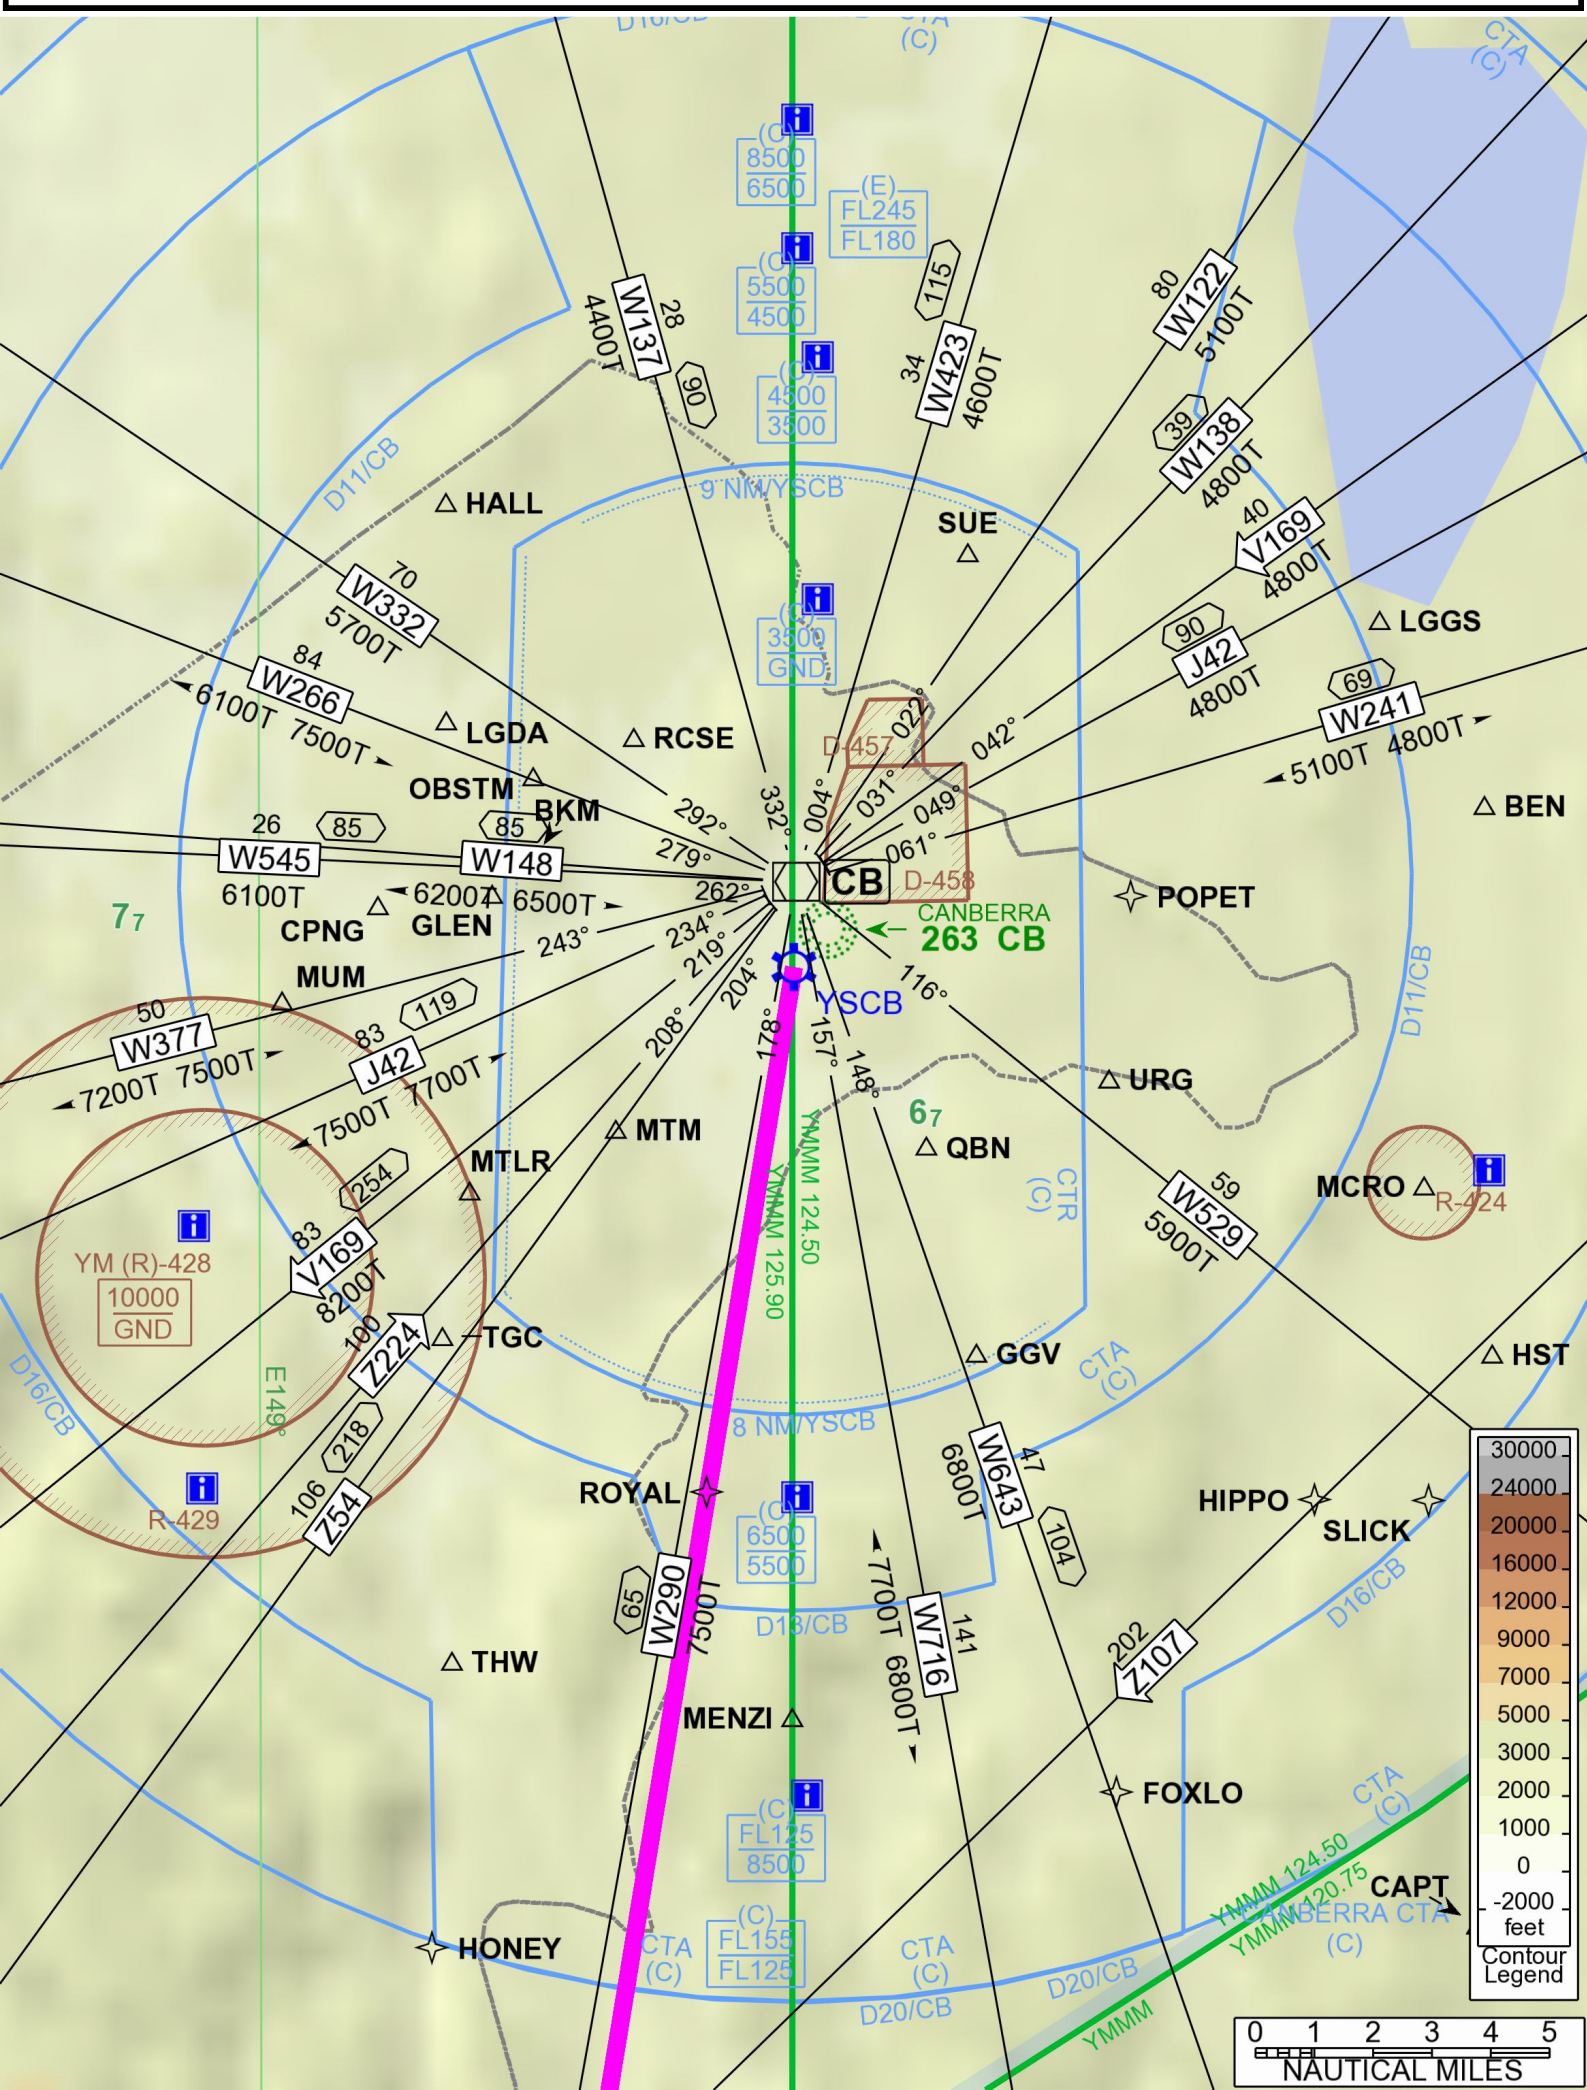 D16/CB
CTA
(C)
CTA
(C)
(C)
8500
6500
(E)
FL245
FL180
(C)
5500
4500
(C)
4500
3500
28
W137
4400T
90
115
34
W423
4600T
80
W122
5100T
39
W138
4800T
40
V169
4800T
D11/CB
HALL
9 NM/YSCB
SUE
(C)
3500
GND
70
W332
5700T
90
J42
4800T
LGGS
69
W241
5100T 4800T
84
W266
6100T 7500T
LGDA
RCSE
OBSTM
BKM
D-457
022°
042°
031°
049°
061°
332°
004°
292°
279°
262°
BEN
26
85
85
W545
W148
6100T
6200T
6500T
CB
D-458
POPET
CANBERRA
263 CB
77
CPNG
GLEN
243°
234°
219°
204°
208°
178°
157°
148°
116°
YSCB
D11/CB
MUM
50
W377
7200T 7500T
119
83
J42
7500T 7700T
MTM
MTLR
URG
67
QBN
CTR
(C)
YMMM 124.50
YMMM 125.90
MCRO
R-424
59
W529
5900T
254
83
V169
8200T
YM (R)-428
10000
GND
100
Z224
TGC
GGV
CTA
(C)
HST
D16/CB
E149°
8 NM/YSCB
218
106
Z54
R-429
ROYAL
(C)
6500
5500
47
W643
6800T
104
HIPPO
SLICK
65
W290
7500T
D13/CB
141
W716
7700T 6800T
202
Z107
D16/CB
THW
MENZI
FOXLO
(C)
FL125
8500
CTA
(C)
YMMM 124.50
YMMM 120.75
CAPT
CANBERRA CTA
(C)
HONEY
CTA
(C)
(C)
FL155
FL125
CTA
(C)
D20/CB
D20/CB
YMMM
30000
24000
20000
16000
12000
9000
7000
5000
3000
2000
1000
0
-2000
feet
Contour
Legend
0 1 2 3 4 5
NAUTICAL MILES